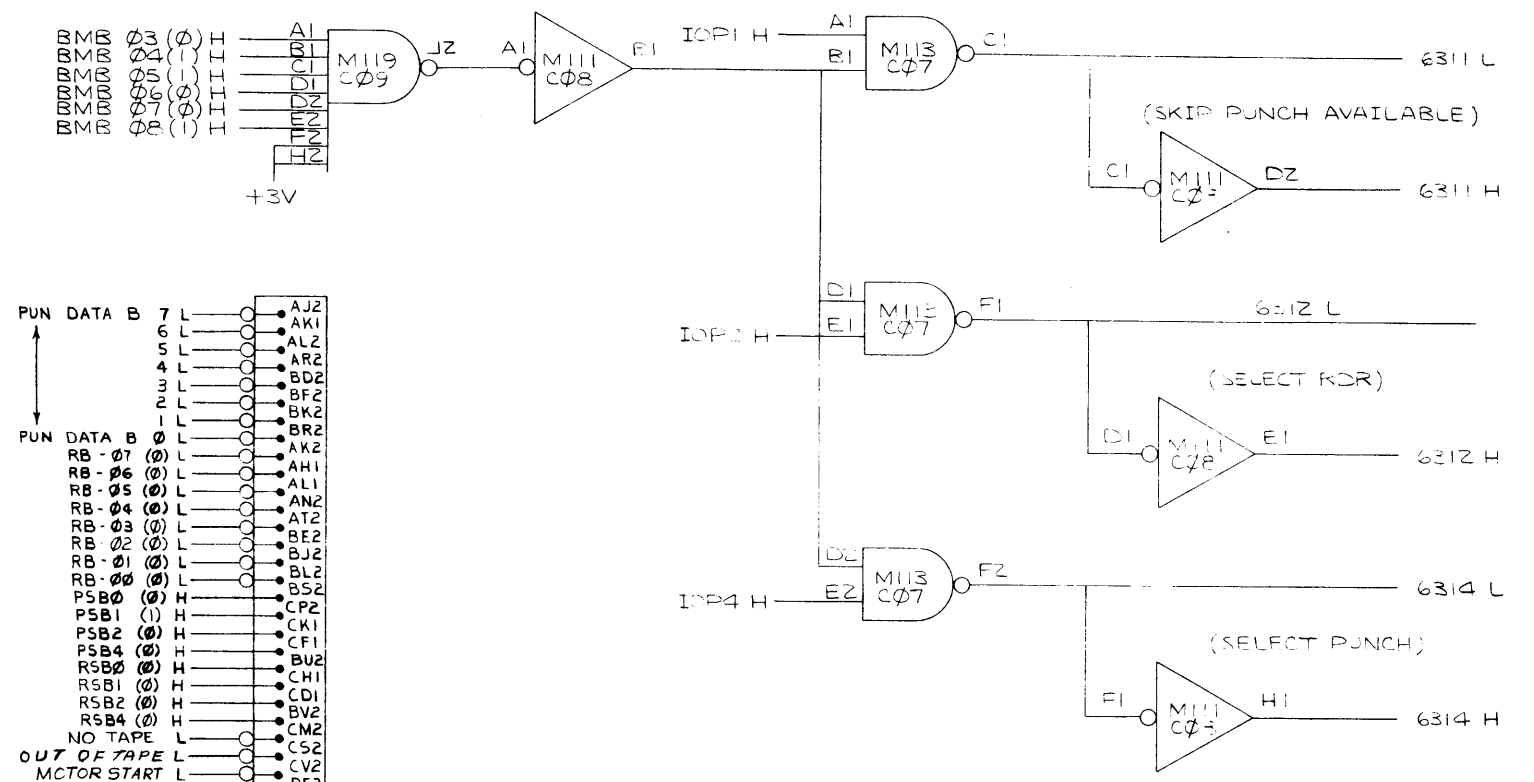 BMB Ø3(Ø)H A1
BMB Ø4(1)H B1
BMB Ø5(1)H C1
BMB Ø6(Ø)H D1
BMB Ø7(Ø)H D2
BMB Ø8(1)H E2
F2
H2
+3V
M119
CØ9
J2
A1
M111
CØ8
B1
IOP1 H
A1
B1
M113
CØ7
C1
6311 L
(SKIP PUNCH AVAILABLE)
C1
M111
D2
6311 H
D1
E1
CØ7
F1
(SELECT RDR)
D1
M111
CØ8
E1
6312 H
IOP4 H
D2
E2
M113
CØ7
F2
6314 L
(SELECT PUNCH)
F1
M111
H1
6314 H
PUN DATA B 7 L AJ2
6 L AK1
5 L AL2
4 L AR2
3 L BD2
2 L BF2
1 L BK2
PUN DATA B Ø L BR2
RB-Ø7 (Ø) L AK2
RB-Ø6 (Ø) L AH1
RB-Ø5 (Ø) L AL1
RB-Ø4 (Ø) L AN2
RB-Ø3 (Ø) L AT2
RB-Ø2 (Ø) L BE2
RB-Ø1 (Ø) L BJ2
RB-ØØ (Ø) L BL2
PSBØ (Ø) H BS2
PSB1 (1) H CP2
PSB2 (Ø) H CK1
PSB4 (Ø) H CF1
RSBØ (Ø) H BU2
RSB1 (Ø) H CH1
RSB2 (Ø) H CD1
RSB4 (Ø) H BV2
NO TAPE L CM2
OUT OF TAPE L CS2
MOTOR START L CV2